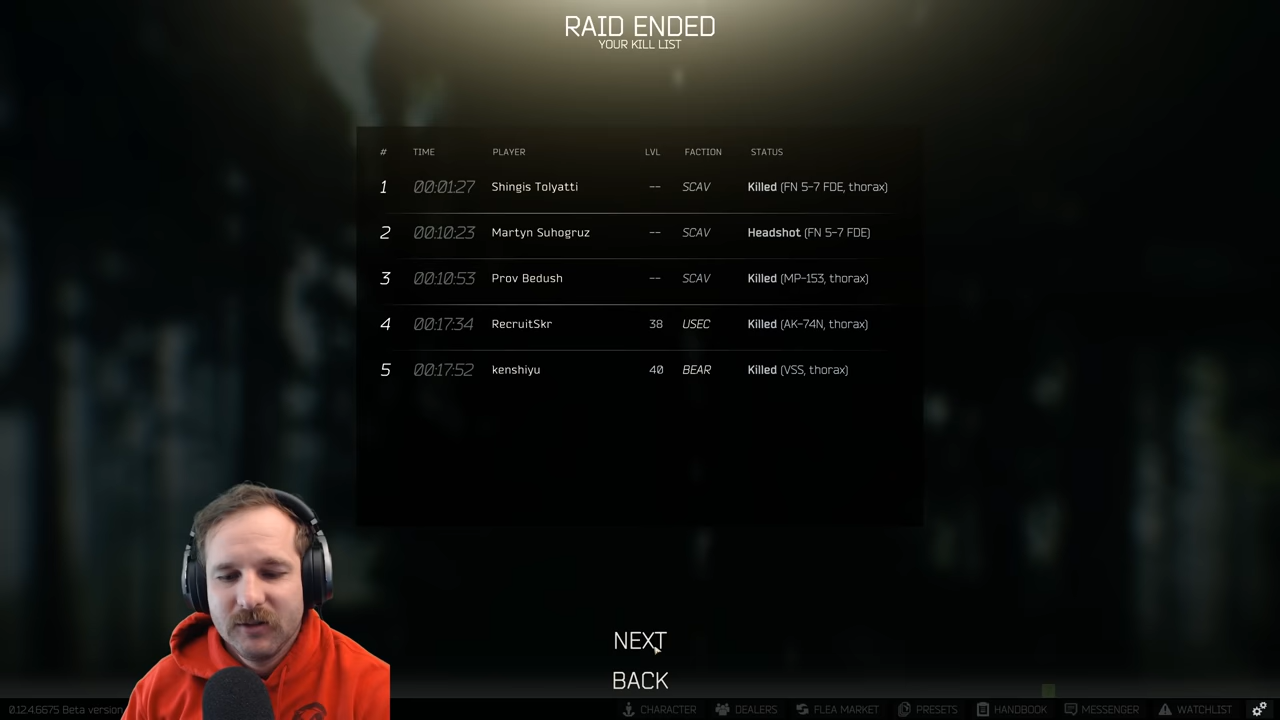 RAID ENDED
YOUR KILL LIST
# TIME PLAYER LVL FACTION STATUS
1 00:01:27 Shingis Tolyatti -- SCAV Killed (FN 5-7 FDE, thorax)
2 00:10:23 Martyn Suhogruz -- SCAV Headshot (FN 5-7 FDE)
3 00:10:53 Prov Bedush -- SCAV Killed (MP-153, thorax)
4 00:17:34 RecruitSkr 38 USEC Killed (AK-74N, thorax)
5 00:17:52 kenshiyu 40 BEAR Killed (VSS, thorax)
NEXT
BACK
0.12.4.6675 Beta version CHARACTER DEALERS FLEA MARKET PRESETS HANDBOOK MESSENGER WATCHLIST